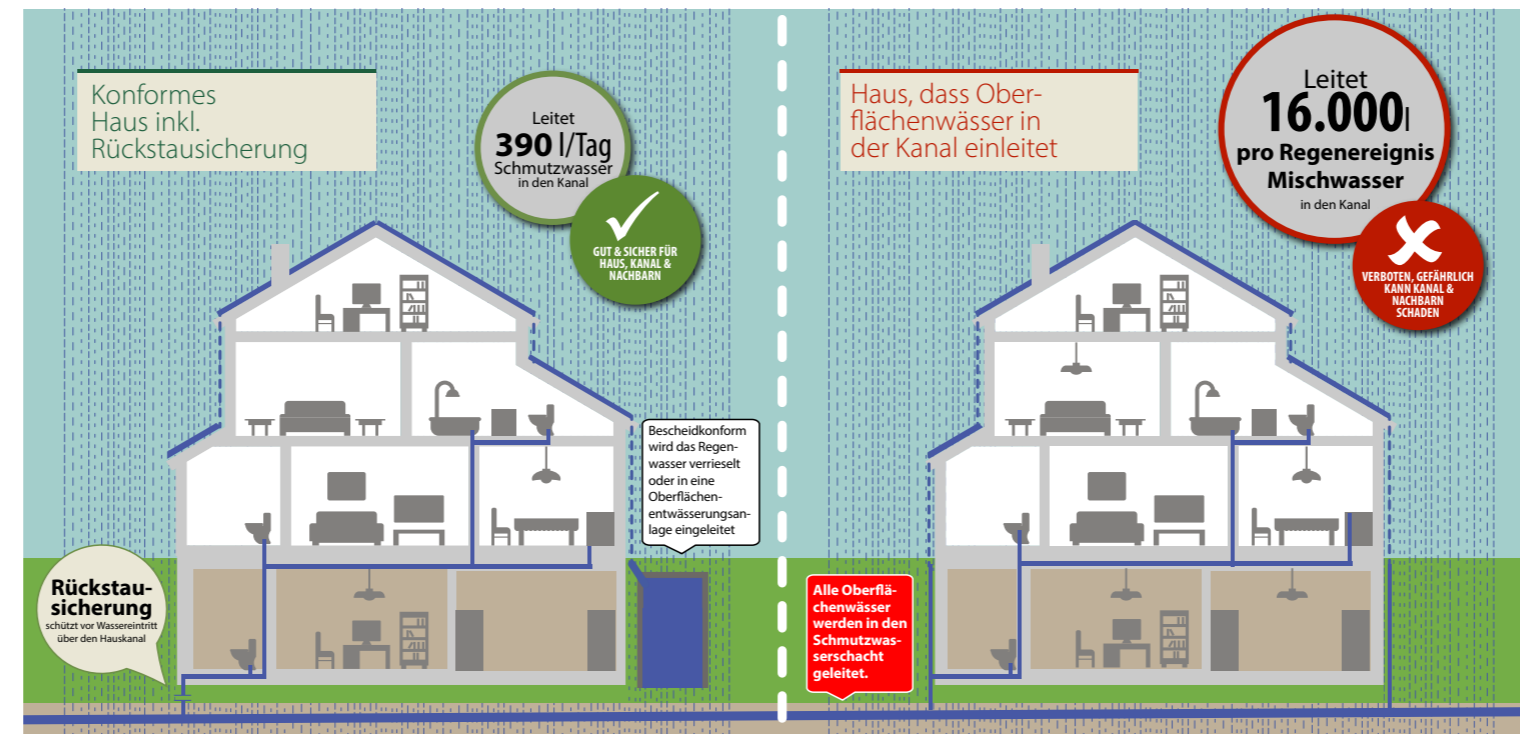 Konformes
Haus inkl.
Rückstausicherung
Leitet
390 l/Tag
Schmutzwasser
in den Kanal
GUT & SICHER FÜR
HAUS, KANAL &
NACHBARN
Bescheidkonform
wird das Regen-
wasser verrieselt
oder in eine
Oberflächen-
entwässerungsan-
lage eingeleitet
Rückstau-
sicherung
schützt vor Wassereintritt
über den Hauskanal
Haus, dass Ober-
flächenwässer in
der Kanal einleitet
Leitet
16.000l
pro Regenereignis
Mischwasser
in den Kanal
VERBOTEN, GEFÄHRLICH
KANN KANAL &
NACHBARN
SCHADEN
Alle Oberflä-
chenwässer
werden in den
Schmutzwas-
serschacht
geleitet.